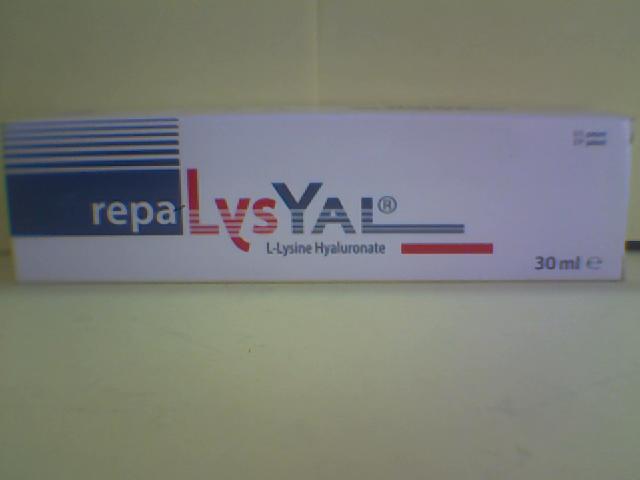 repaLysYAL®
L-Lysine Hyaluronate
30 ml ℮